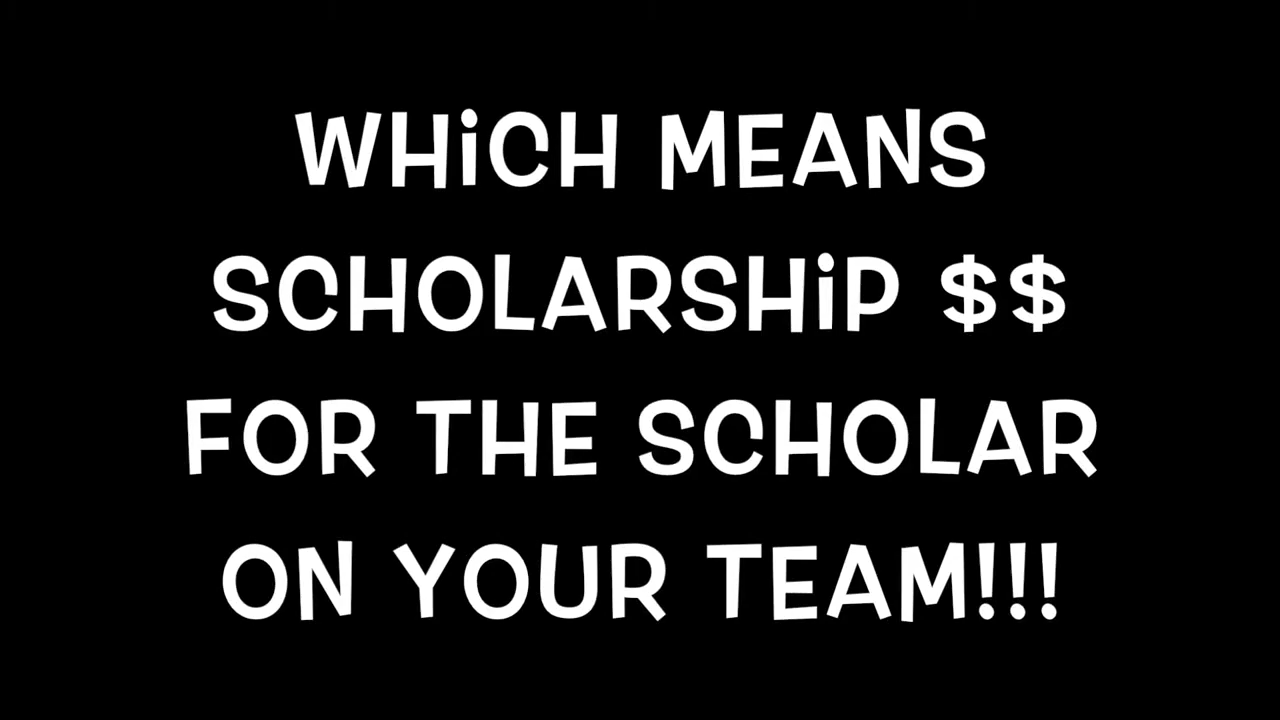 WHiCH MEANS
SCHOLARSHiP $$
FOR THE SCHOLAR
ON YOUR TEAM!!!